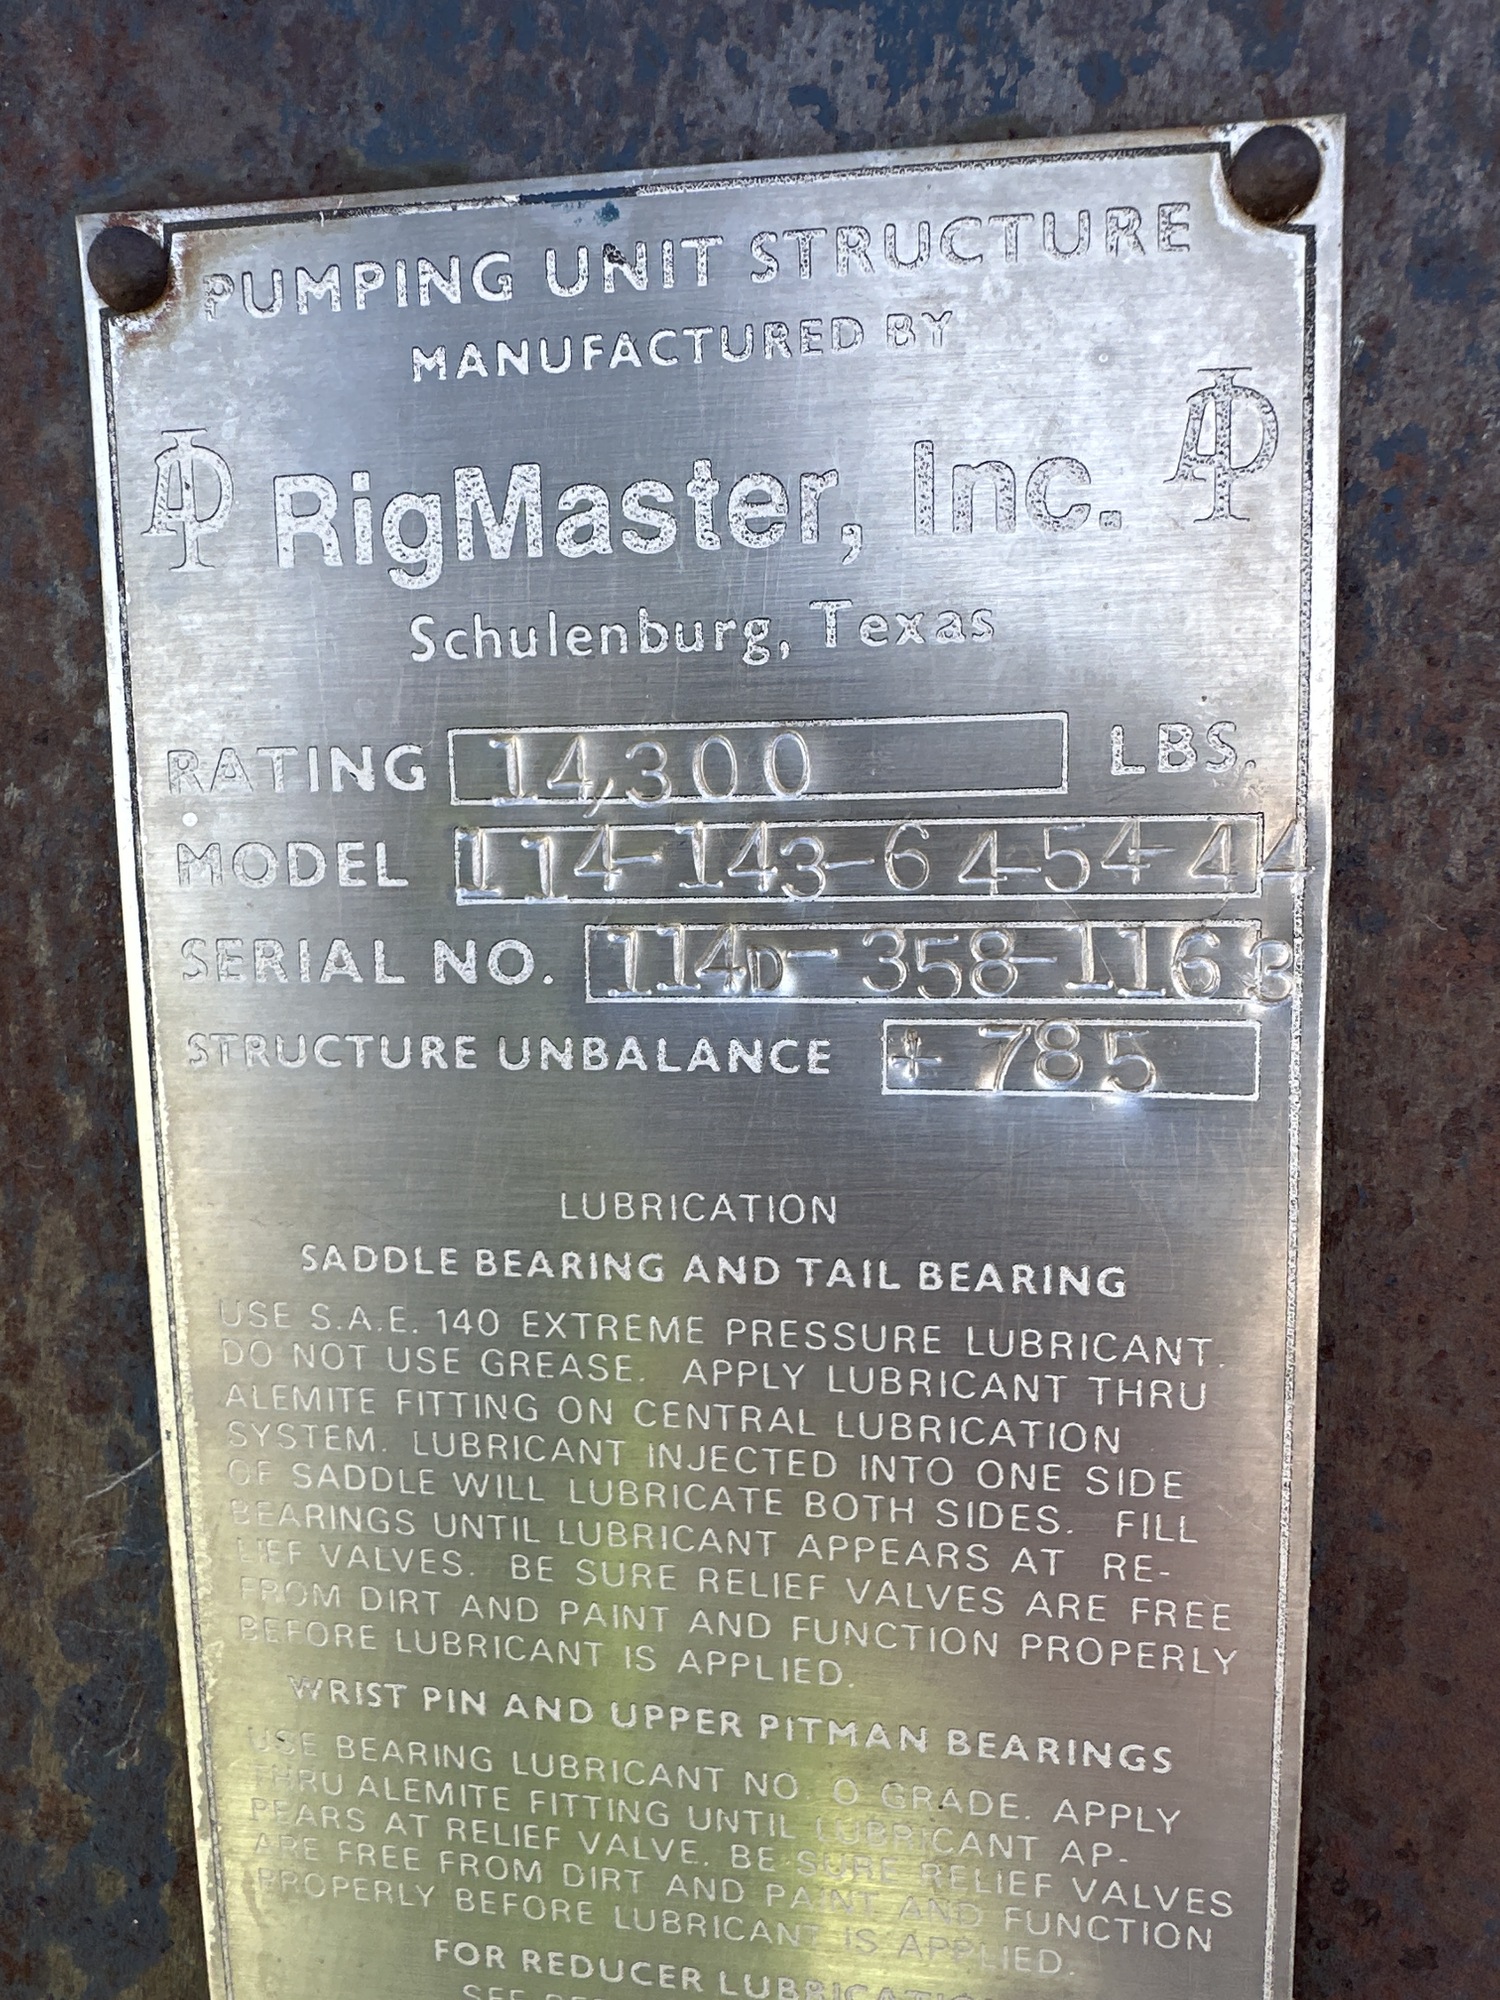 PUMPING UNIT STRUCTURE
MANUFACTURED BY
API RigMaster, Inc. API
Schulenburg, Texas
RATING 14,300 LBS.
MODEL 114-143-64-54-44
SERIAL NO. 114D-358-1163
STRUCTURE UNBALANCE + 785
LUBRICATION
SADDLE BEARING AND TAIL BEARING
USE S.A.E. 140 EXTREME PRESSURE LUBRICANT.
DO NOT USE GREASE. APPLY LUBRICANT THRU
ALEMITE FITTING ON CENTRAL LUBRICATION
SYSTEM. LUBRICANT INJECTED INTO ONE SIDE
OF SADDLE WILL LUBRICATE BOTH SIDES. FILL
BEARINGS UNTIL LUBRICANT APPEARS AT RE-
LIEF VALVES. BE SURE RELIEF VALVES ARE FREE
FROM DIRT AND PAINT AND FUNCTION PROPERLY
BEFORE LUBRICANT IS APPLIED.
WRIST PIN AND UPPER PITMAN BEARINGS
USE BEARING LUBRICANT NO. O GRADE. APPLY
THRU ALEMITE FITTING UNTIL LUBRICANT AP-
PEARS AT RELIEF VALVE. BE SURE RELIEF VALVES
ARE FREE FROM DIRT AND PAINT AND FUNCTION
PROPERLY BEFORE LUBRICANT IS APPLIED.
FOR REDUCER LUBRICATION
SEE